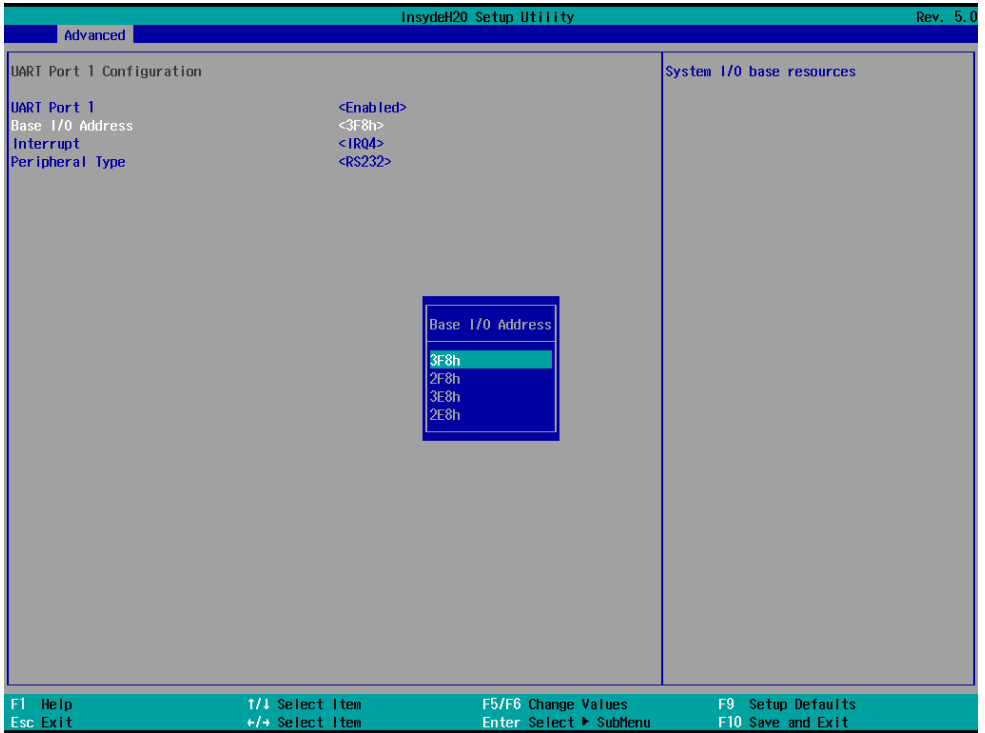 InsydeH20 Setup Utility Rev. 5.0
Advanced
UART Port 1 Configuration
System I/O base resources
UART Port 1 <Enabled>
Base I/O Address <3F8h>
Interrupt <IRQ4>
Peripheral Type <RS232>
Base I/O Address
3F8h
2F8h
3E8h
2E8h
F1 Help ↑/↓ Select Item F5/F6 Change Values F9 Setup Defaults
Esc Exit ←/→ Select Item Enter Select ▶ SubMenu F10 Save and Exit